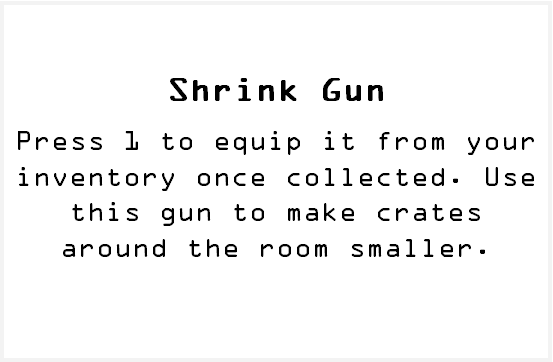 Shrink Gun
Press 1 to equip it from your
inventory once collected. Use
this gun to make crates
around the room smaller.